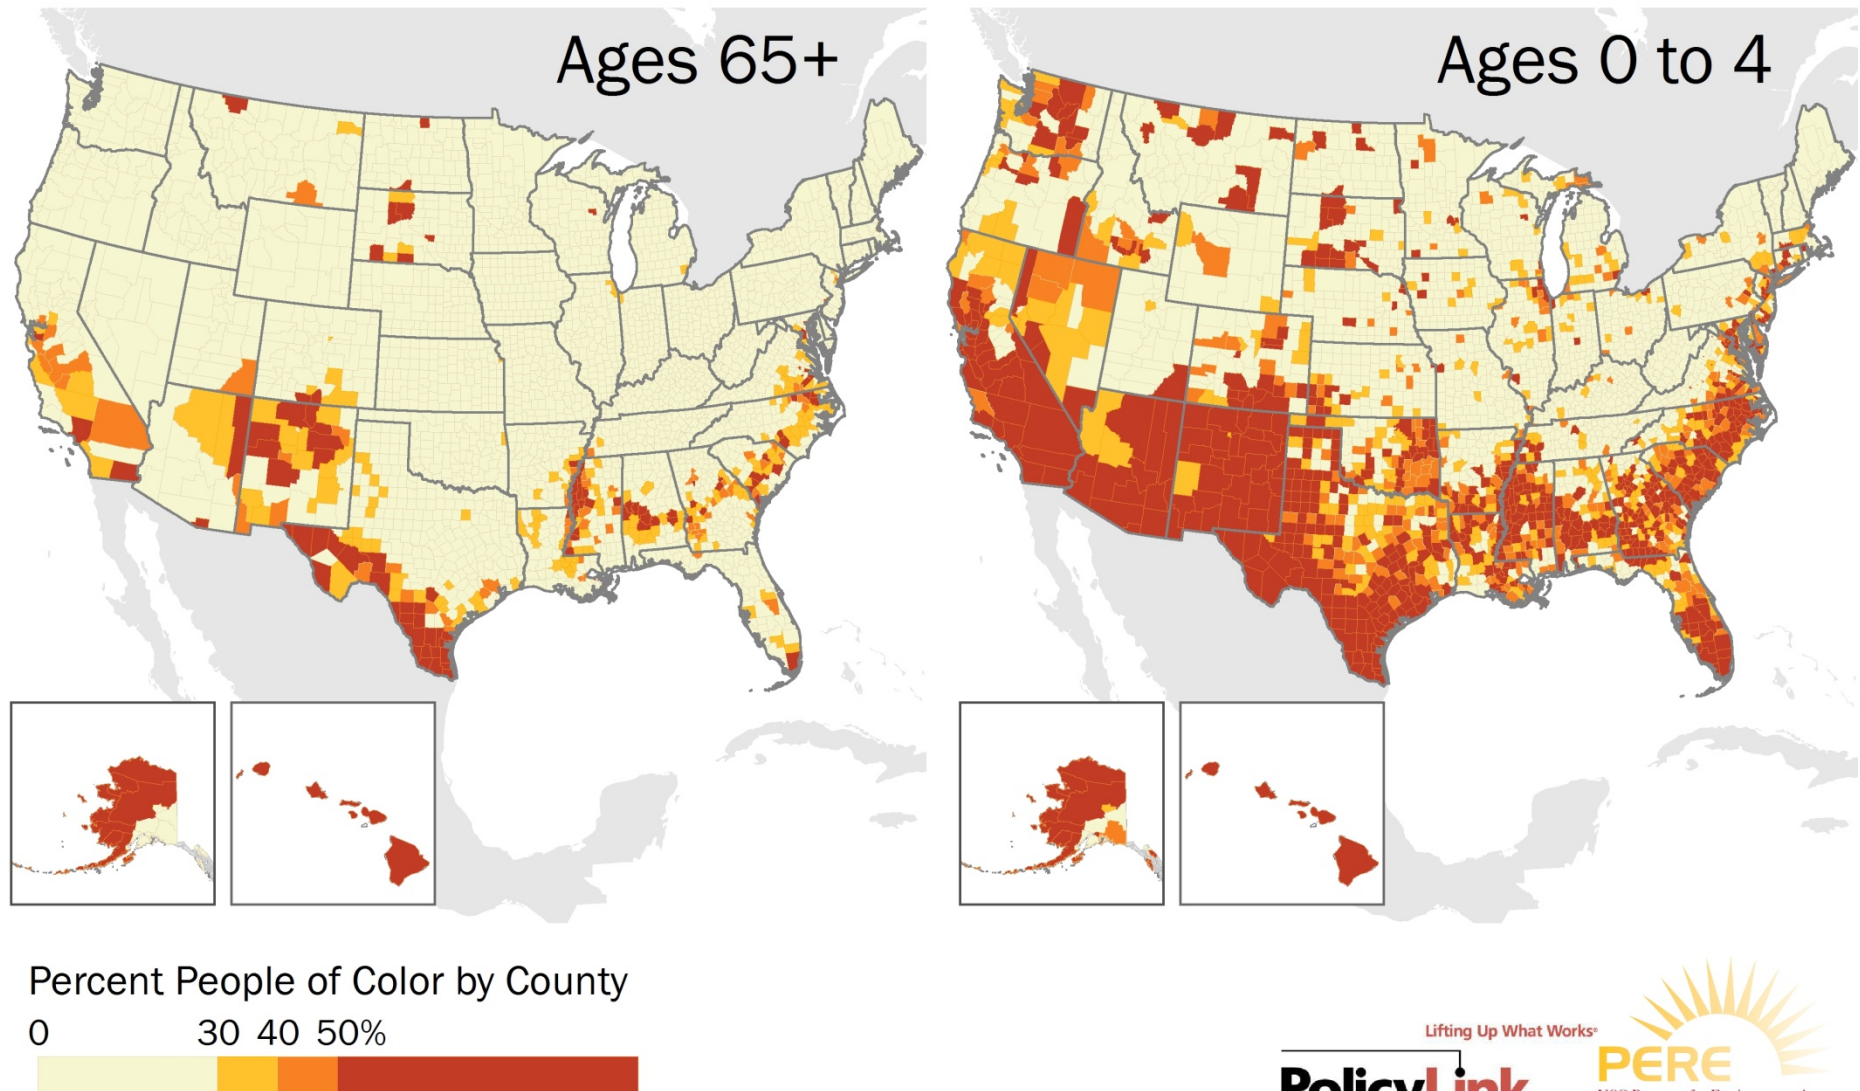 Ages 65+
Ages 0 to 4
Percent People of Color by County
0 30 40 50%
Lifting Up What Works®
PolicyLink
PERE